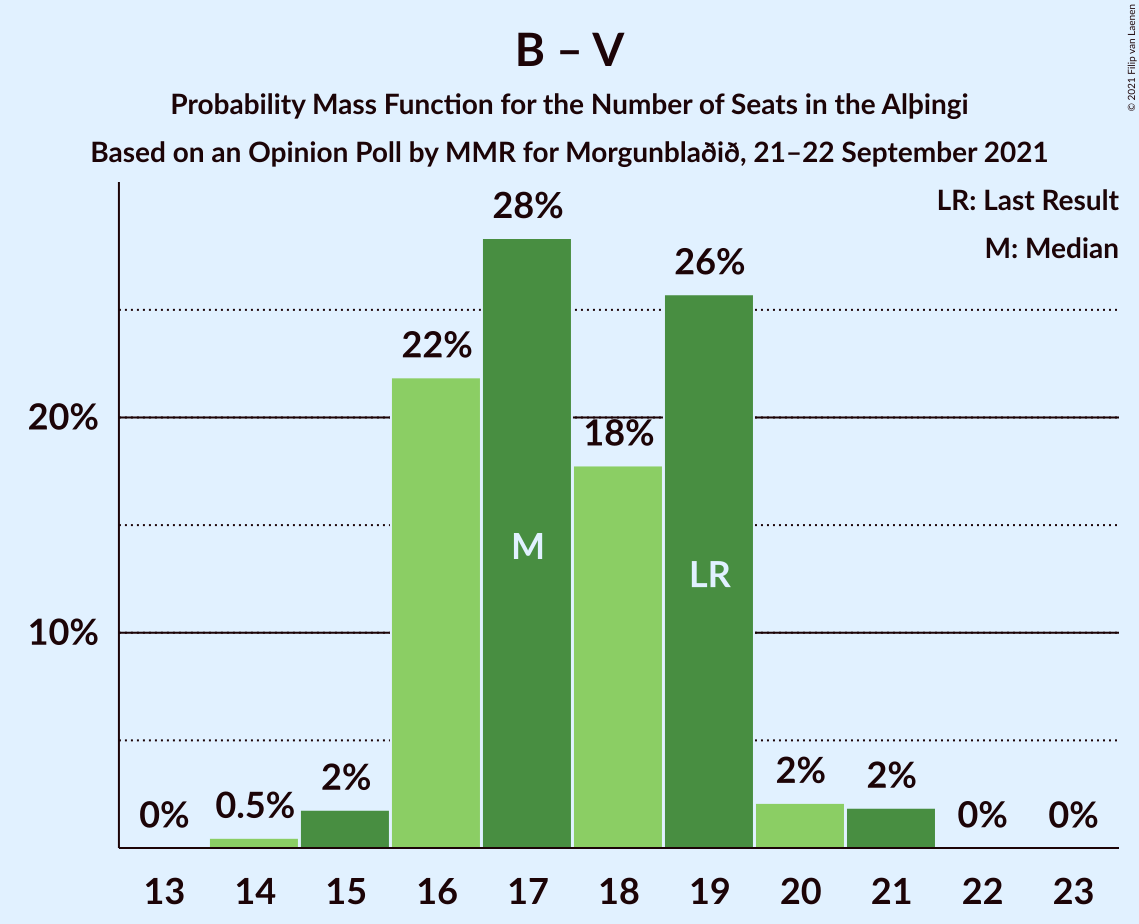 B – V
Probability Mass Function for the Number of Seats in the Alþingi
Based on an Opinion Poll by MMR for Morgunblaðið, 21–22 September 2021
© 2021 Filip van Laenen
LR: Last Result
M: Median
28%
26%
22%
20%
18%
M
LR
10%
0%
0.5%
2%
2%
2%
0%
0%
13 14 15 16 17 18 19 20 21 22 23